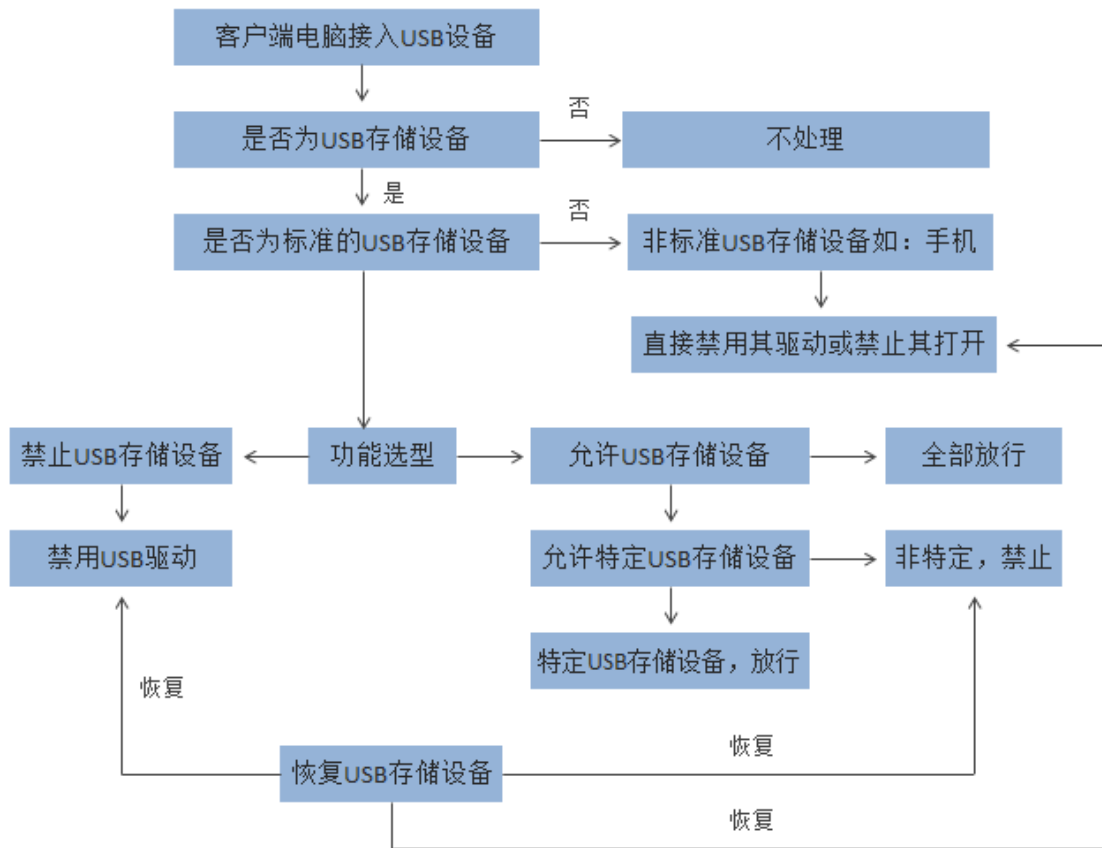 客户端电脑接入USB设备
否
是否为USB存储设备
不处理
是
否
是否为标准的USB存储设备
非标准USB存储设备如：手机
直接禁用其驱动或禁止其打开
禁止USB存储设备
功能选型
允许USB存储设备
全部放行
禁用USB驱动
允许特定USB存储设备
非特定，禁止
特定USB存储设备，放行
恢复
恢复
恢复USB存储设备
恢复